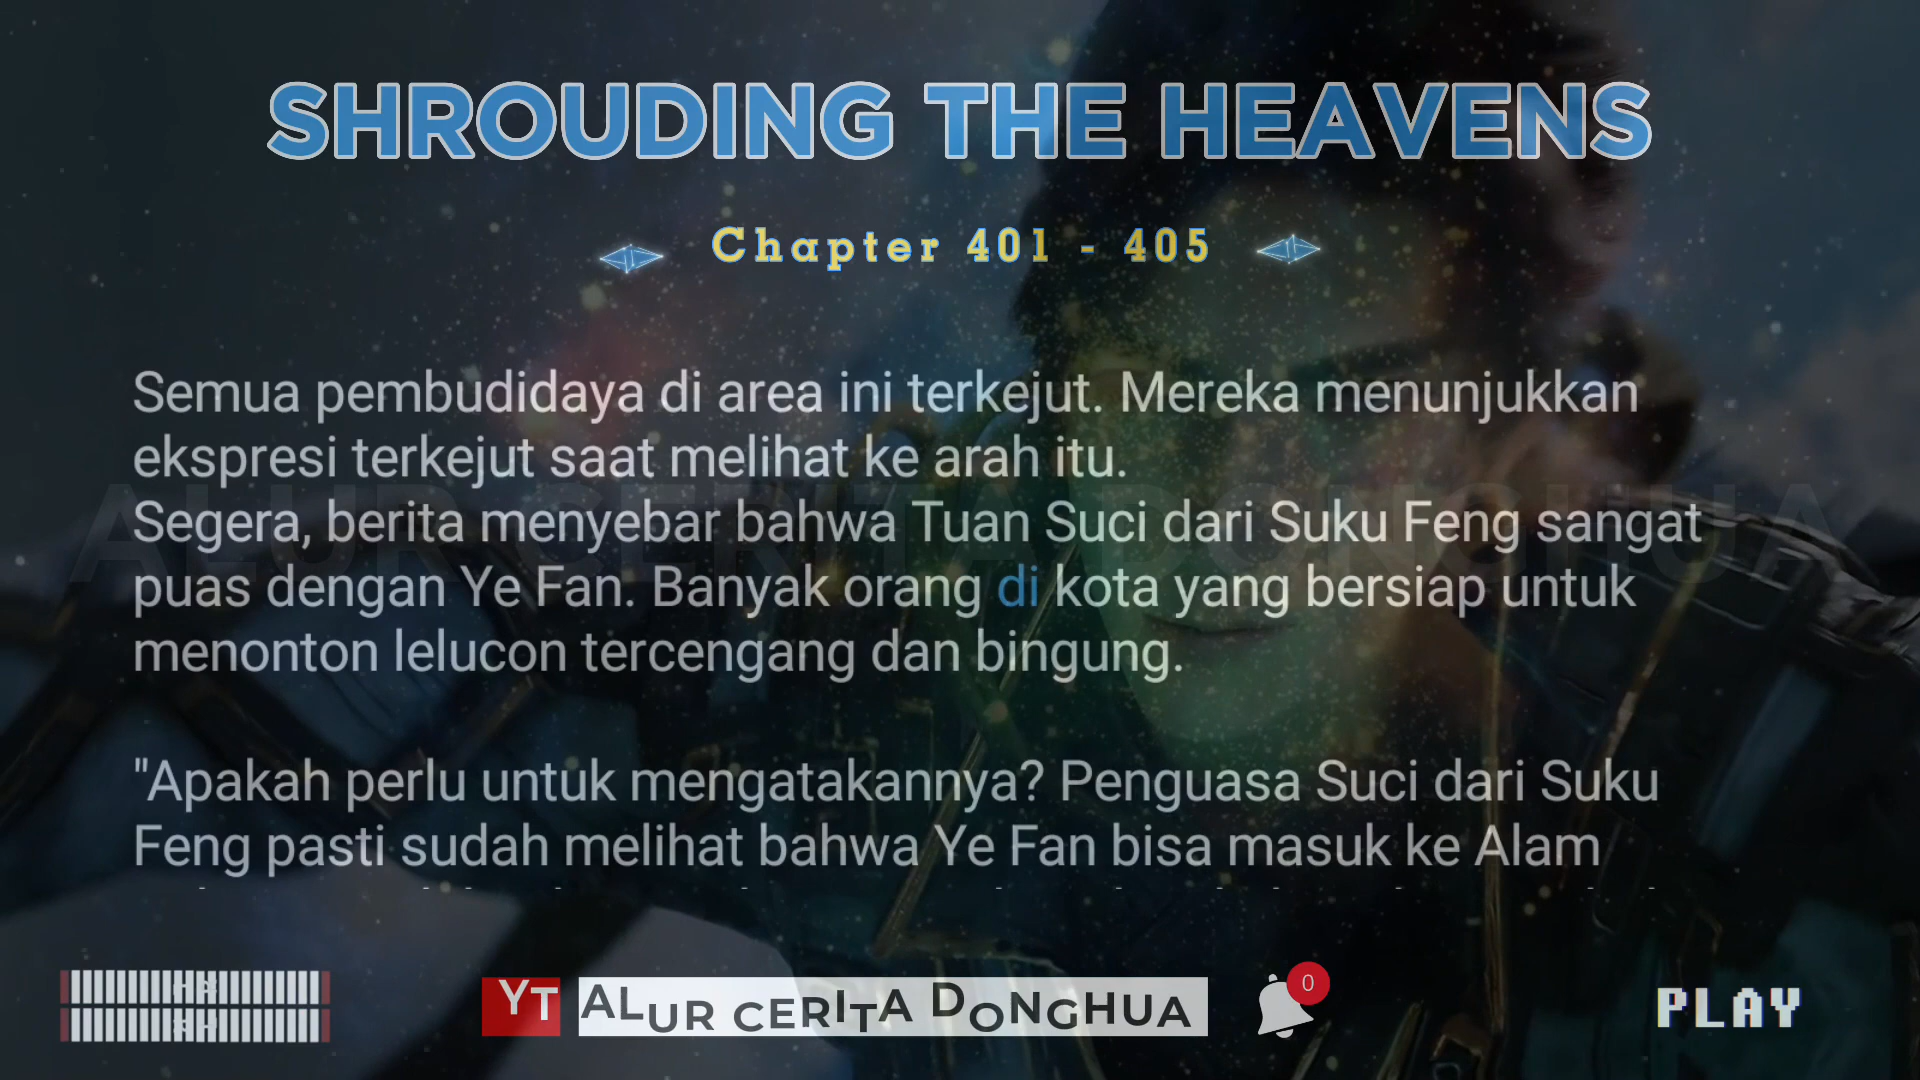 SHROUDING THE HEAVENS
Chapter 401 - 405
Semua pembudidaya di area ini terkejut. Mereka menunjukkan
ekspresi terkejut saat melihat ke arah itu.
ALUR CERITA DONGHUA
Segera, berita menyebar bahwa Tuan Suci dari Suku Feng sangat
puas dengan Ye Fan. Banyak orang di kota yang bersiap untuk
menonton lelucon tercengang dan bingung.
"Apakah perlu untuk mengatakannya? Penguasa Suci dari Suku
Feng pasti sudah melihat bahwa Ye Fan bisa masuk ke Alam
YT ALUR CERITA DONGHUA
0
PLAY